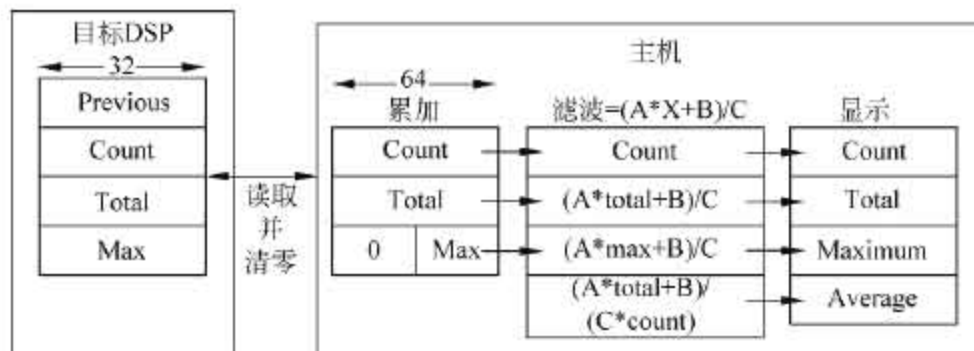 目标DSP
32
Previous
Count
Total
Max
读取
并
清零
主机
64
累加
Count
Total
0 Max
滤波=(A*X+B)/C
Count
(A*total+B)/C
(A*max+B)/C
(A*total+B)/
(C*count)
显示
Count
Total
Maximum
Average